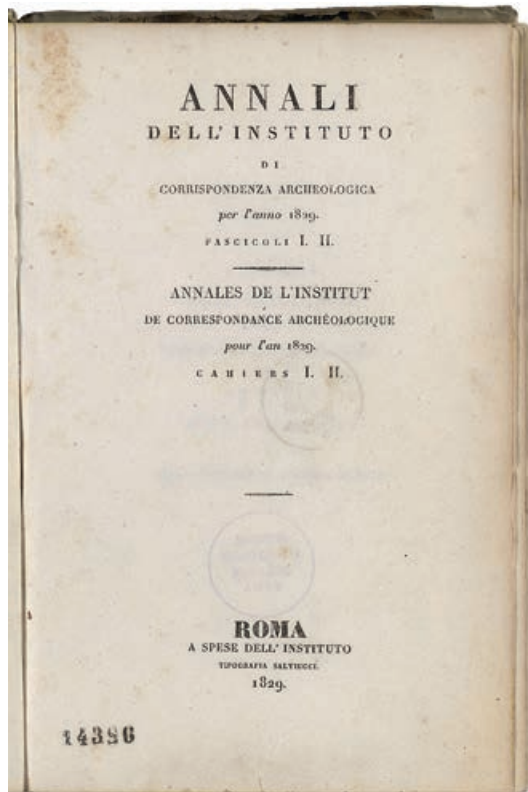 ANNALI
DELL' INSTITUTO
DI
CORRISPONDENZA ARCHEOLOGICA
per l'anno 1829.
FASCICOLI I. II.
ANNALES DE L'INSTITUT
DE CORRESPONDANCE ARCHÉOLOGIQUE
pour l'an 1829.
CAHIERS I. II.
ROMA
A SPESE DELL' INSTITUTO
TIPOGRAFIA SALVIUCCI.
1829.
14386